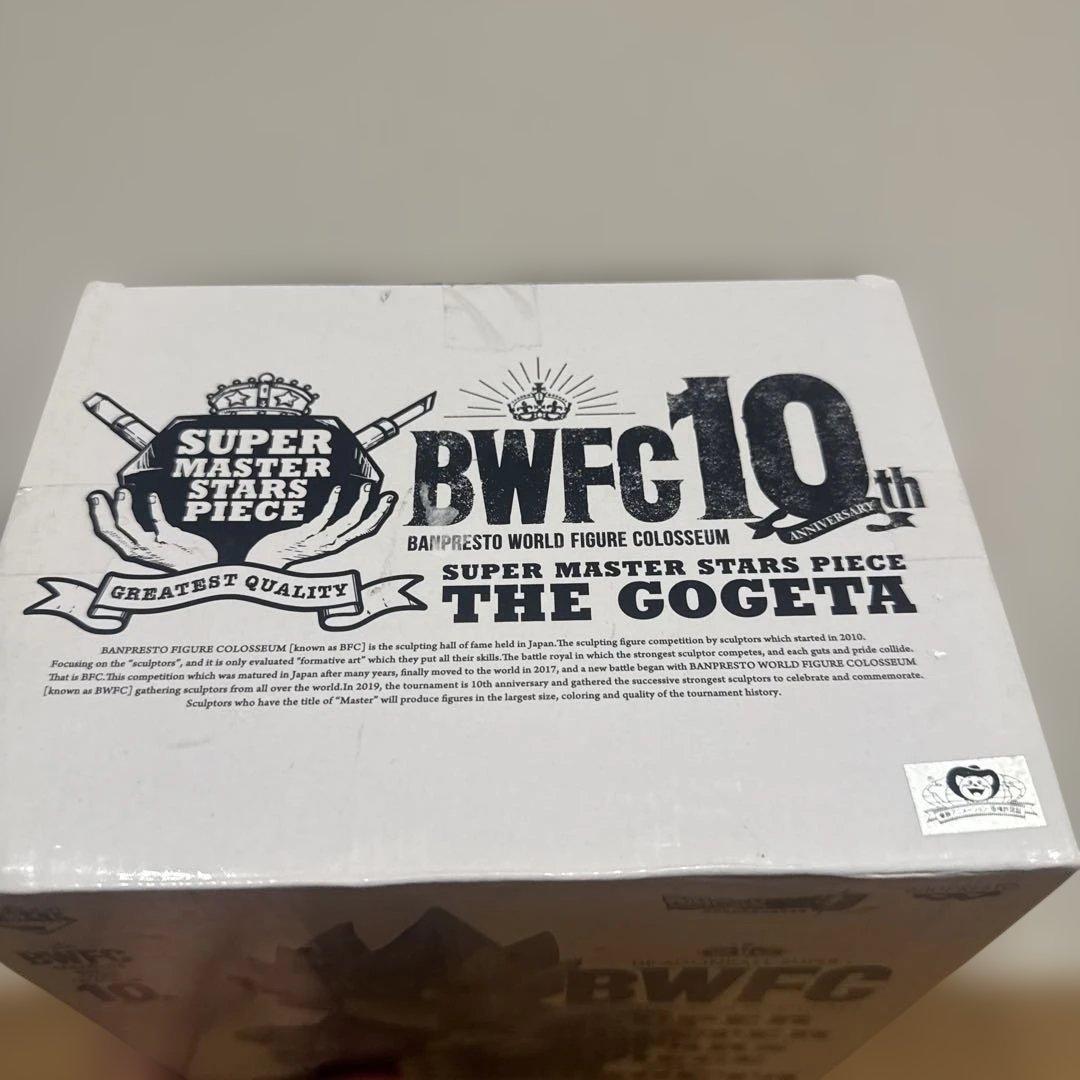 SUPER
MASTER
STARS
PIECE
GREATEST QUALITY
BWFC 10th
ANNIVERSARY
BANPRESTO WORLD FIGURE COLOSSEUM
SUPER MASTER STARS PIECE
THE GOGETA
BANPRESTO FIGURE COLOSSEUM [known as BFC] is the sculpting hall of fame held in Japan.The sculpting figure competition by sculptors which started in 2010.
Focusing on the "sculptors", and it is only evaluated "formative art" which they put all their skills.The battle royal in which the strongest sculptor competes, and each guts and pride collide.
That is BFC.This competition which was matured in Japan after many years, finally moved to the world in 2017, and a new battle began with BANPRESTO WORLD FIGURE COLOSSEUM
[known as BWFC] gathering sculptors from all over the world.In 2019, the tournament is 10th anniversary and gathered the successive strongest sculptors to celebrate and commemorate.
Sculptors who have the title of "Master" will produce figures in the largest size, coloring and quality of the tournament history.
BWFC
10
BWFC